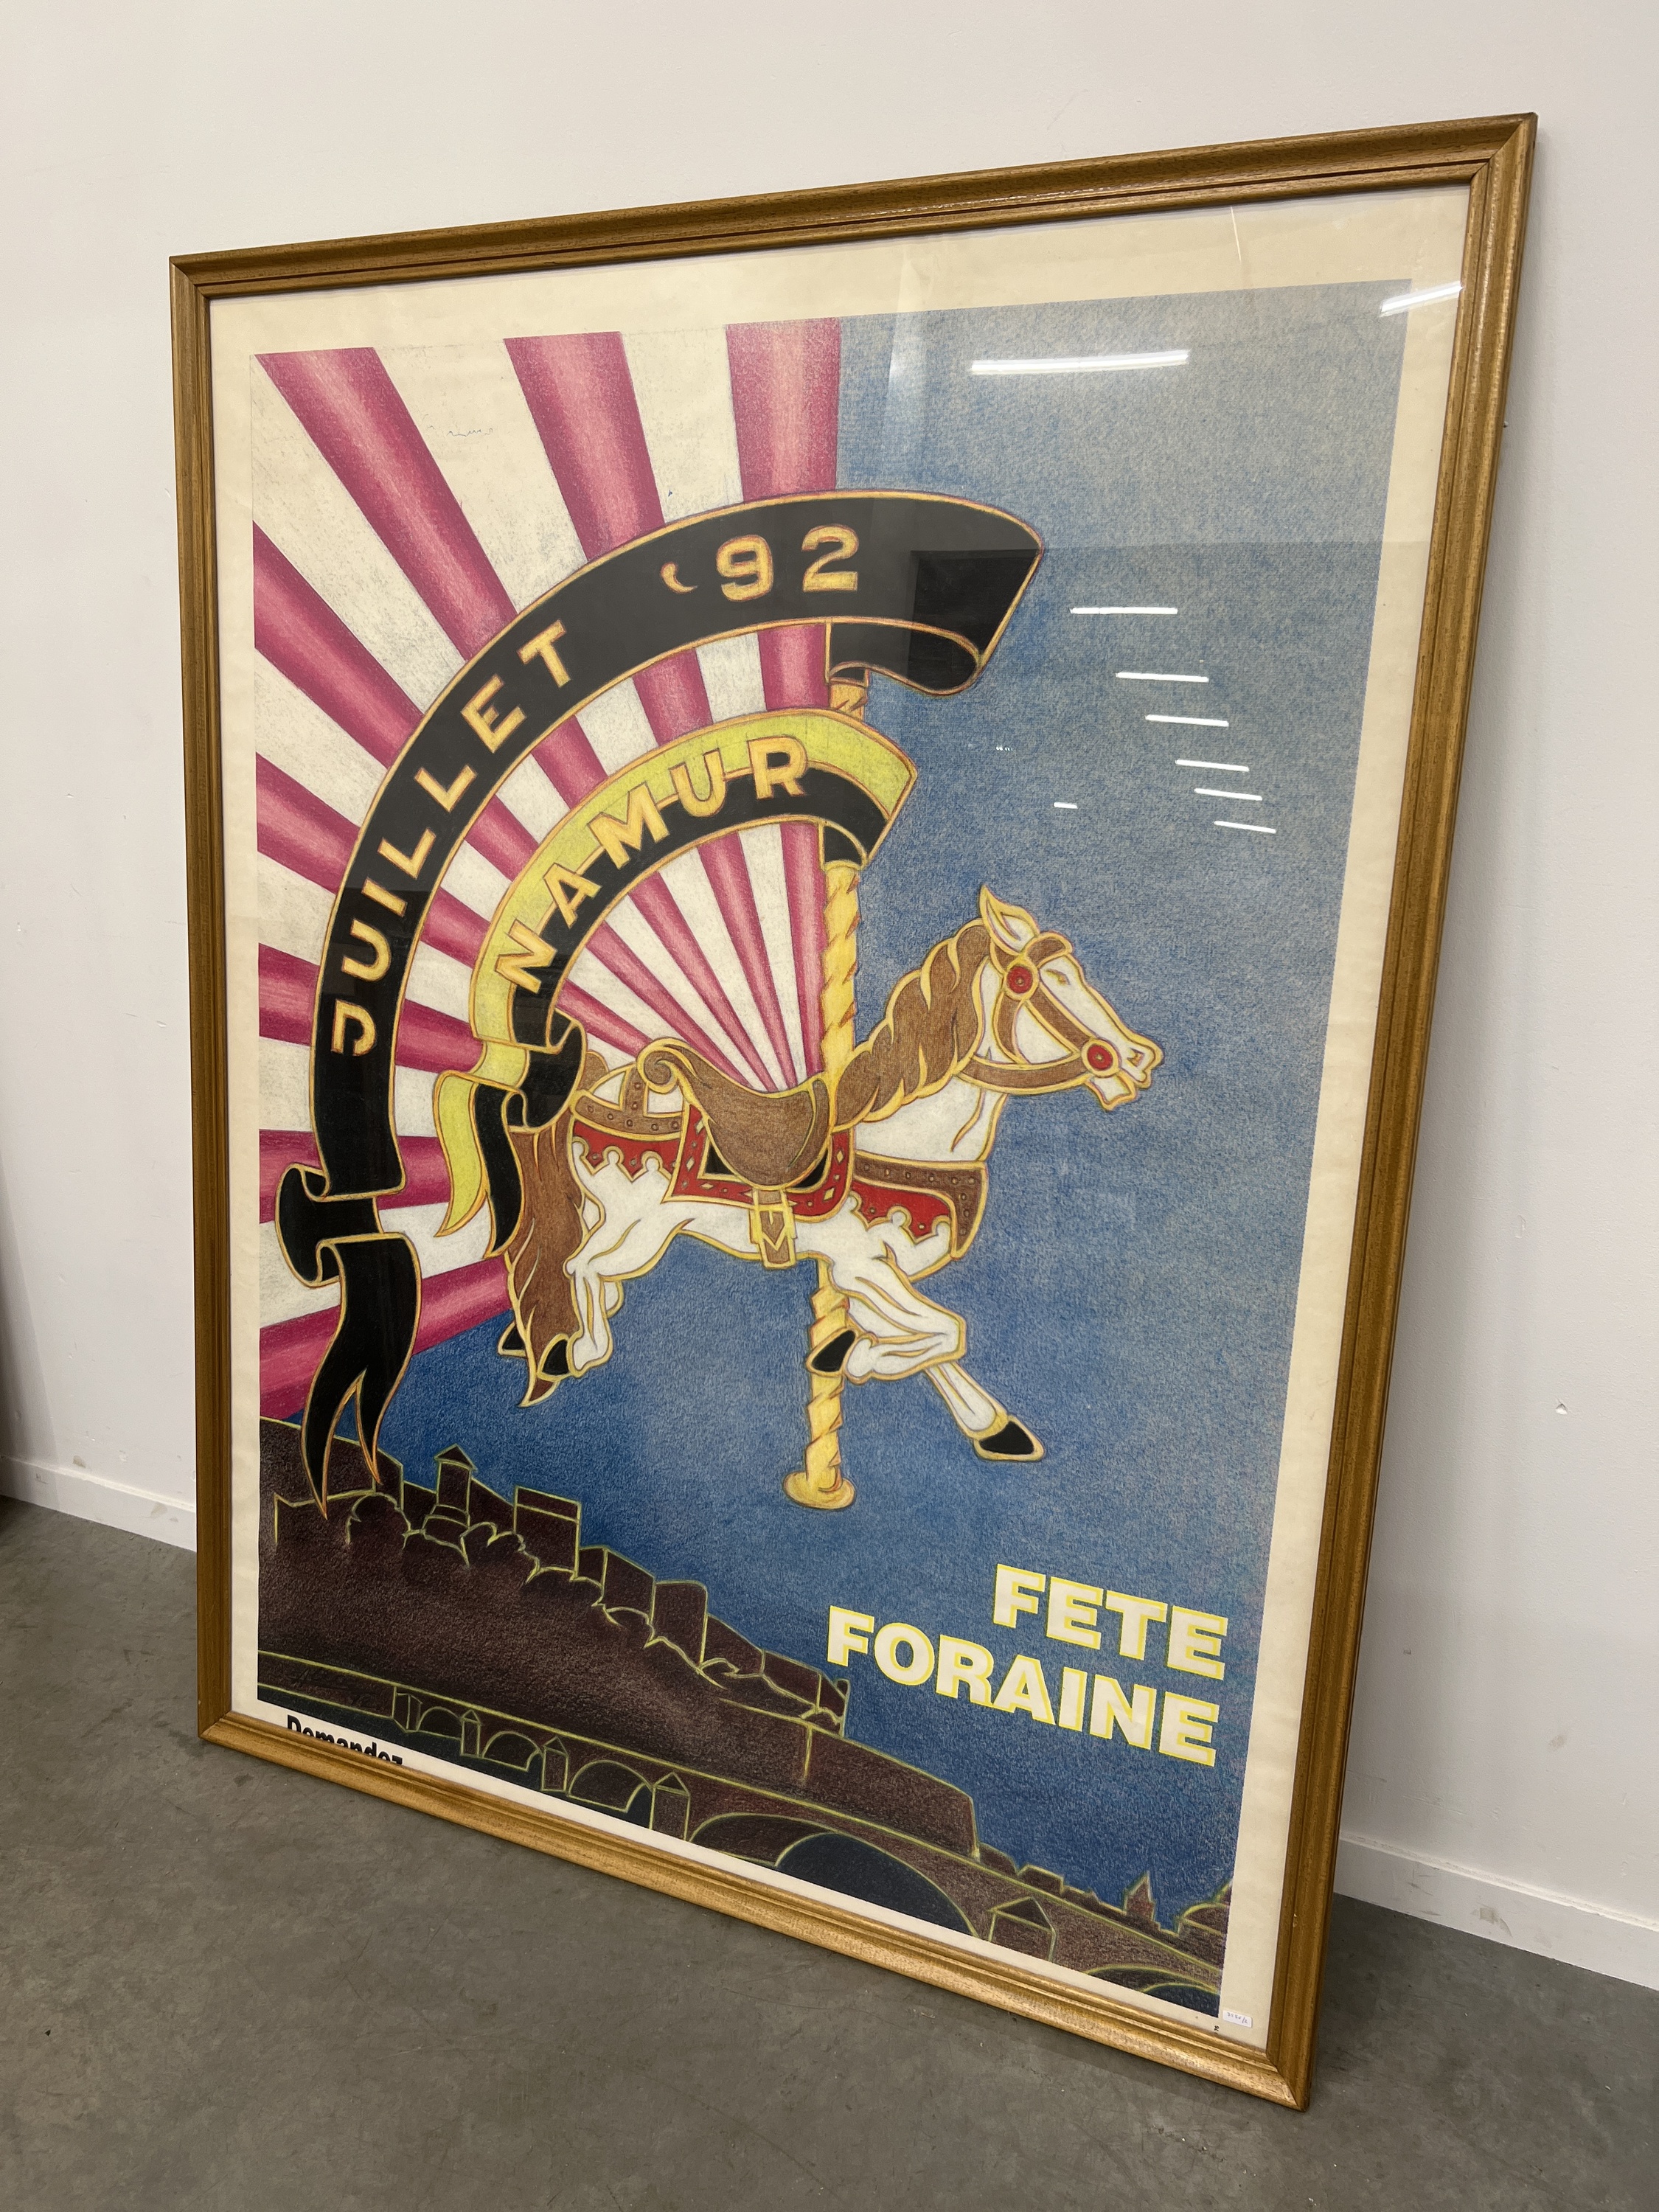 JUILLET '92
NAMUR
FETE
FORAINE
Demandez